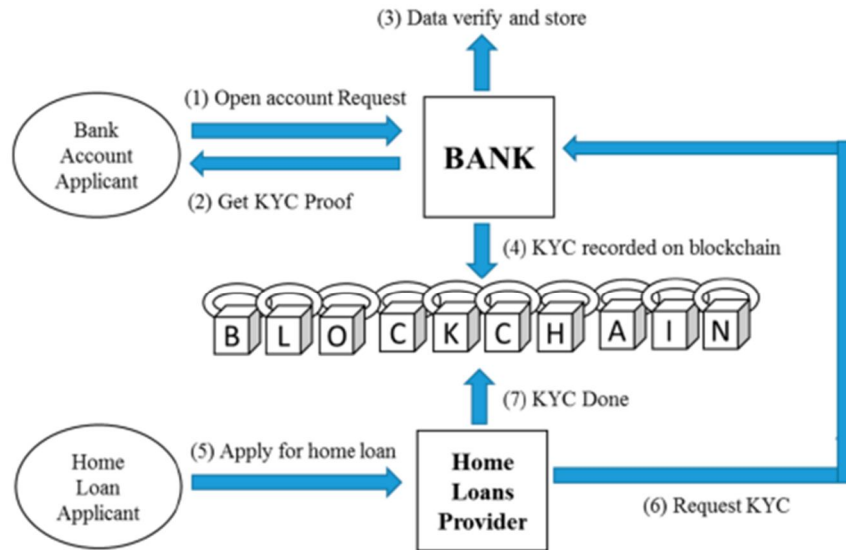 (3) Data verify and store
(1) Open account Request
Bank
Account
Applicant
BANK
(2) Get KYC Proof
(4) KYC recorded on blockchain
BLOCKCHAIN
(7) KYC Done
(5) Apply for home loan
Home
Loan
Applicant
Home
Loans
Provider
(6) Request KYC